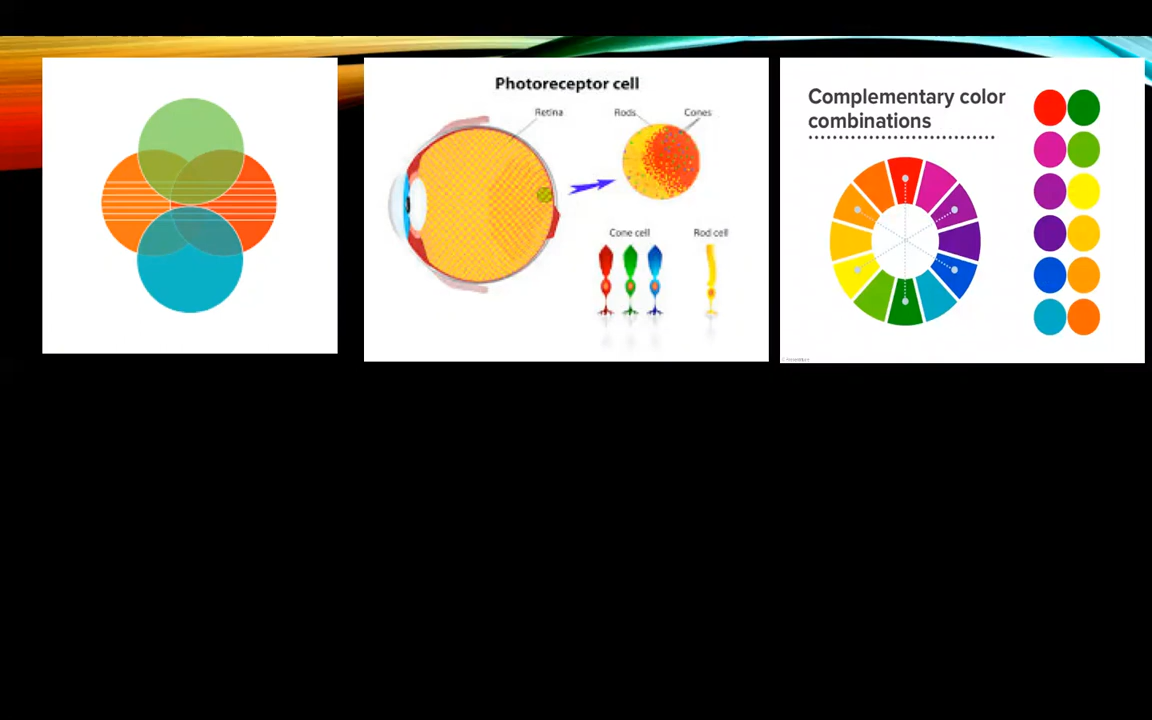 Photoreceptor cell
Retina
Rods
Cones
Cone cell
Rod cell
Complementary color
combinations